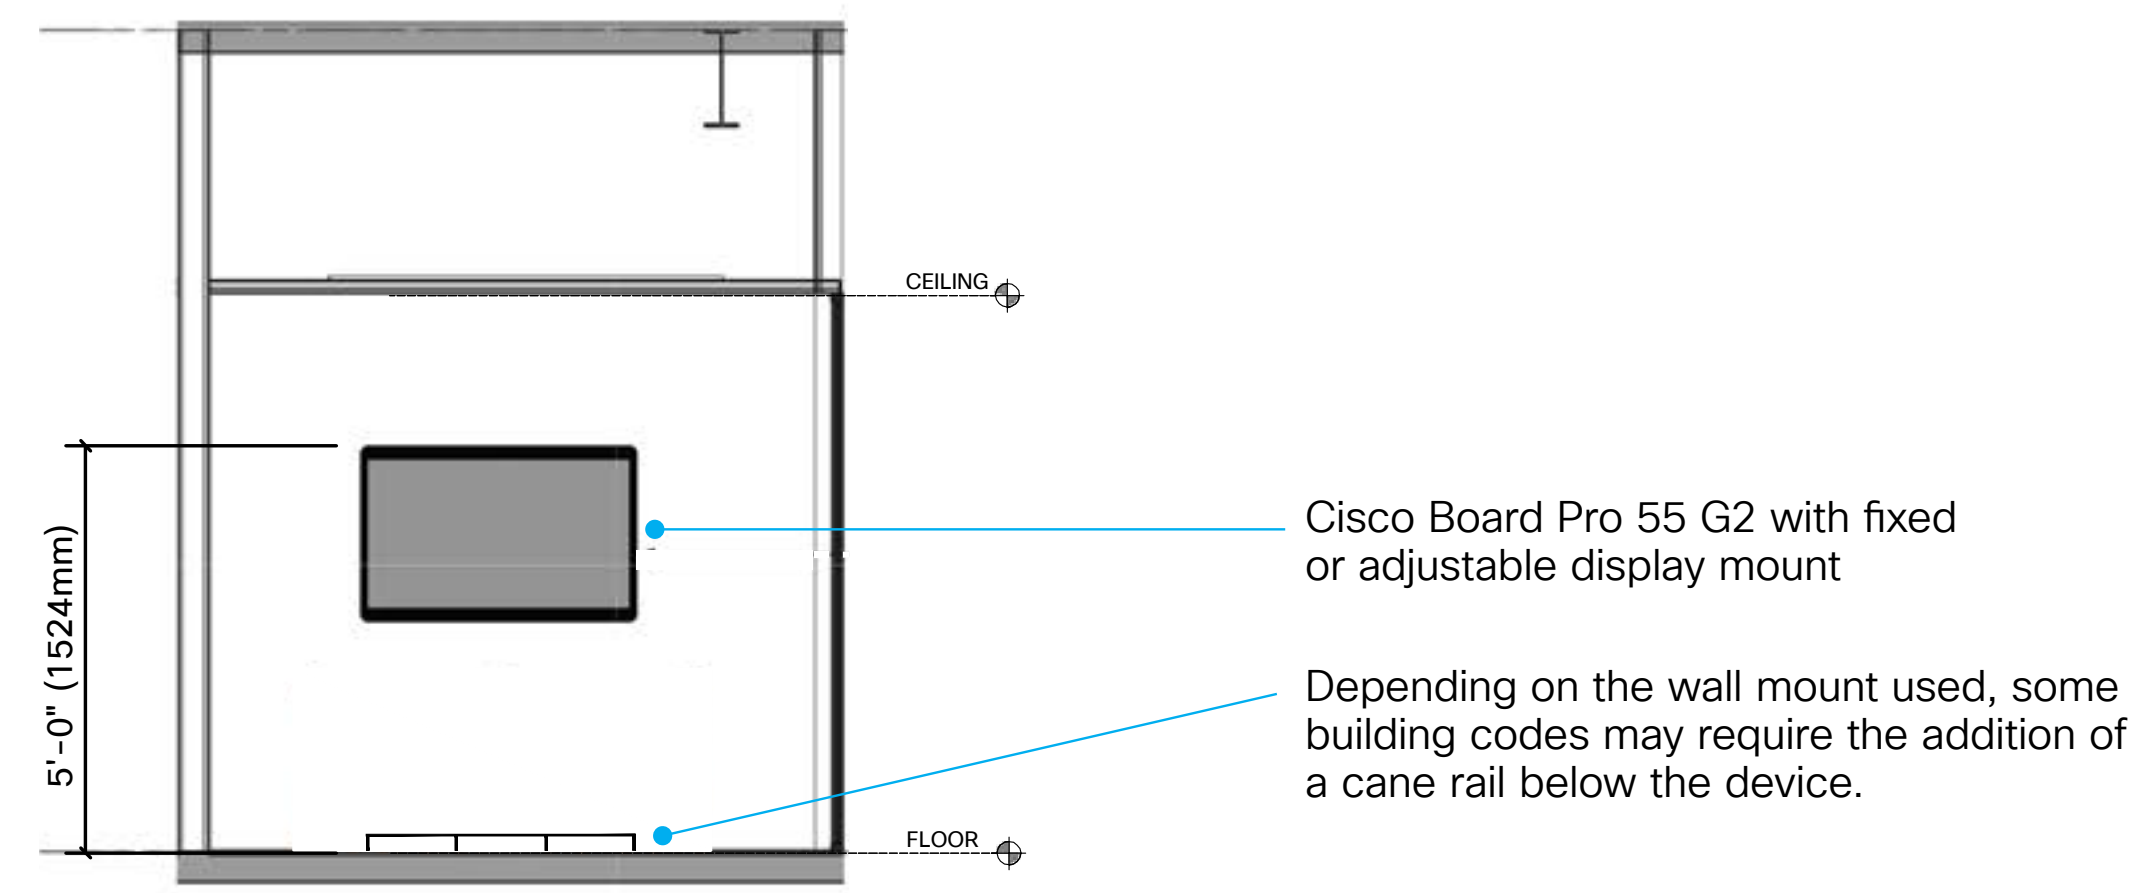 CEILING
5'-0" (1524mm)
Cisco Board Pro 55 G2 with fixed
or adjustable display mount
Depending on the wall mount used, some
building codes may require the addition of
a cane rail below the device.
FLOOR